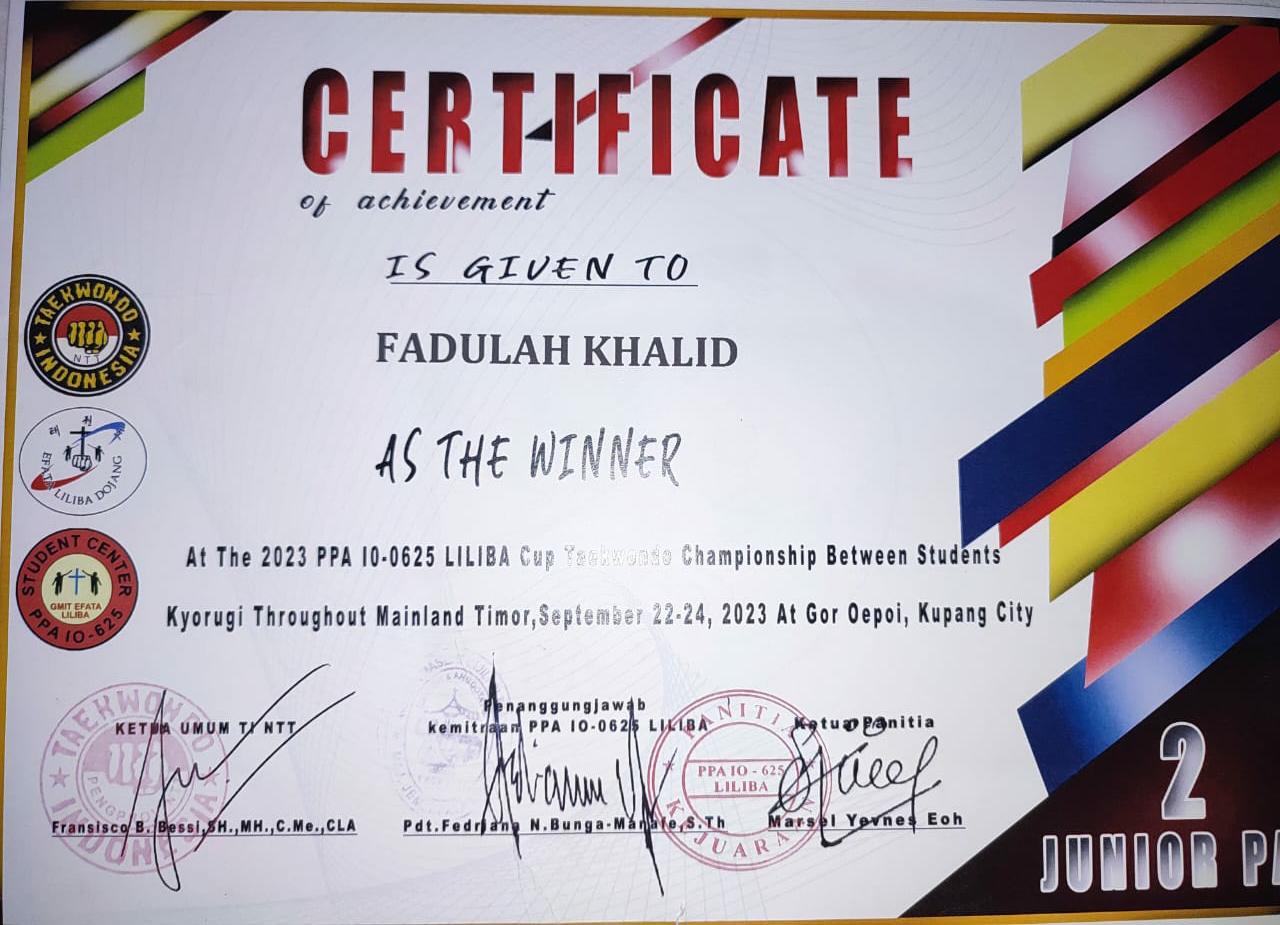 CERTIFICATE
of achievement
IS GIVEN TO
FADULAH KHALID
AS THE WINNER
At The 2023 PPA IO-0625 LILIBA Cup Taekwondo Championship Between Students
Kyorugi Throughout Mainland Timor,September 22-24, 2023 At Gor Oepoi, Kupang City
TAEKWONDO
NTT
INDONESIA
EFATA LILIBA DOJANG
STUDENT CENTER
GMIT EFATA
LILIBA
PPA IO-625
KETUA UMUM TI NTT
Fransisco B. Bessi,SH.,MH.,C.Me.,CLA
TAEKWONDO
INDONESIA
Penanggungjawab
kemitraan PPA IO-0625 LILIBA
N.Bunga-Manafe,S.Th
PANITIA
PPA IO - 625
LILIBA
KEJUARAAN
Ketua Panitia
Marsel Yevnes Eoh
2
JUNIOR